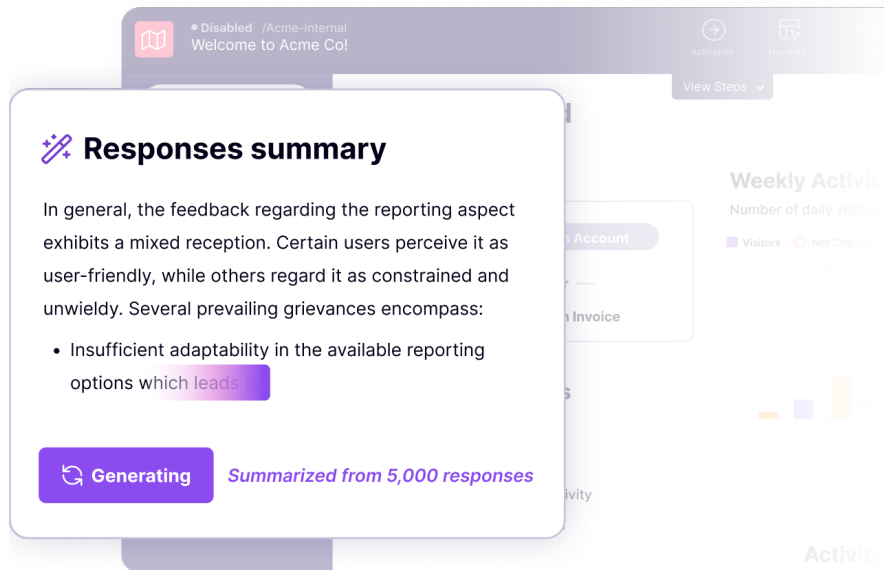 Disabled /Acme-Internal
Welcome to Acme Co!
Activation
Navigate
View Steps
Responses summary
In general, the feedback regarding the reporting aspect
exhibits a mixed reception. Certain users perceive it as
user-friendly, while others regard it as constrained and
unwieldy. Several prevailing grievances encompass:
• Insufficient adaptability in the available reporting
options which leads t
Generating
Summarized from 5,000 responses
Account
Invoice
Weekly Activity
Number of daily visitors
Visitors
Net Change
Activity